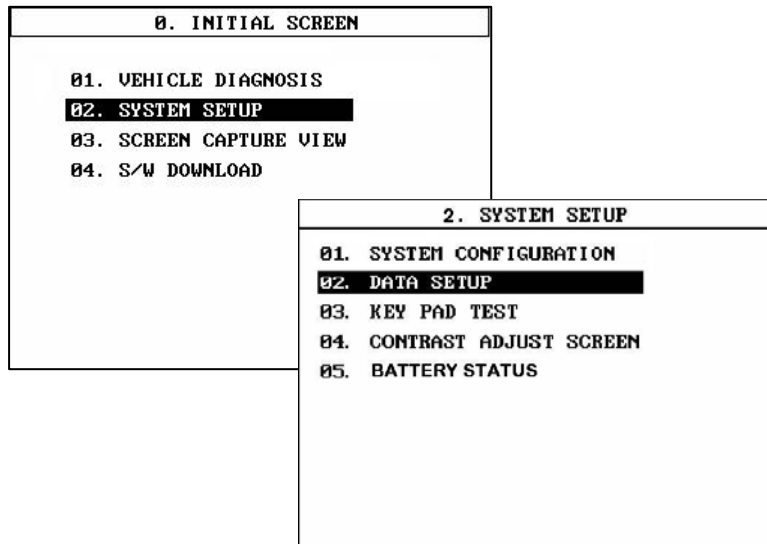 0. INITIAL SCREEN
01. VEHICLE DIAGNOSIS
02. SYSTEM SETUP
03. SCREEN CAPTURE VIEW
04. S/W DOWNLOAD
2. SYSTEM SETUP
01. SYSTEM CONFIGURATION
02. DATA SETUP
03. KEY PAD TEST
04. CONTRAST ADJUST SCREEN
05. BATTERY STATUS